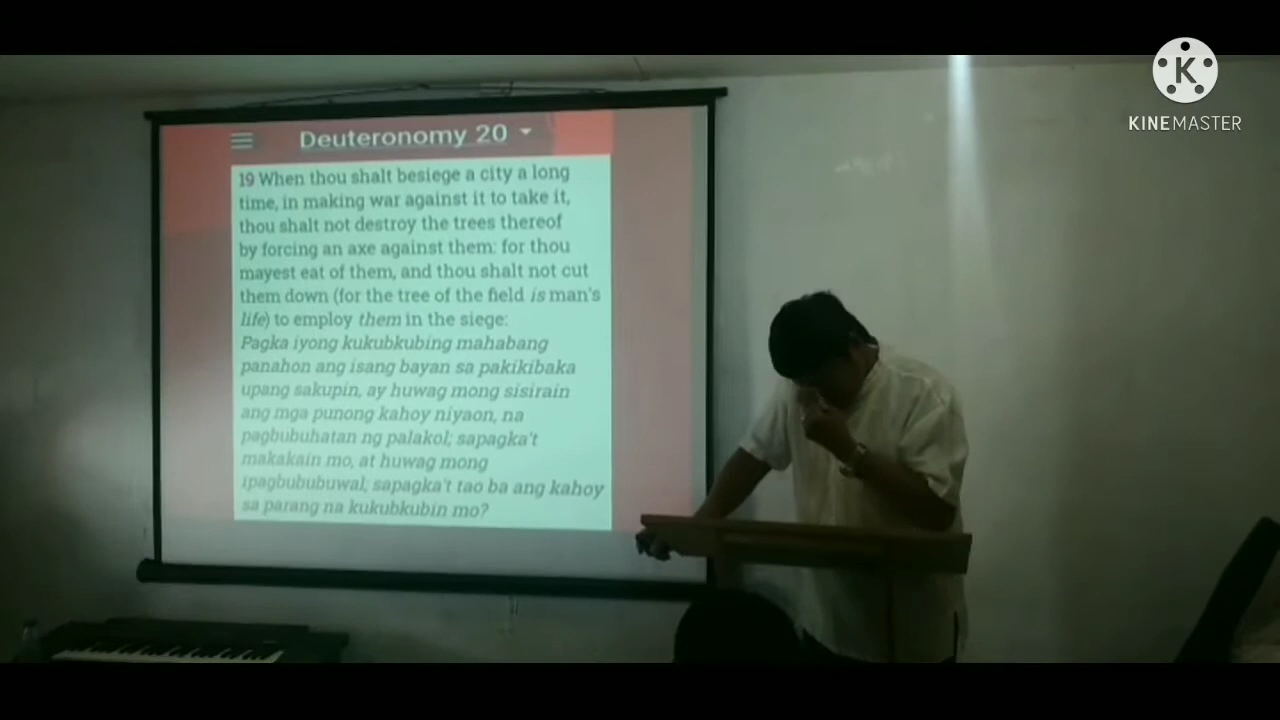 Deuteronomy 20
19 When thou shalt besiege a city a long
time, in making war against it to take it,
thou shalt not destroy the trees thereof
by forcing an axe against them: for thou
mayest eat of them, and thou shalt not cut
them down (for the tree of the field is man's
life) to employ them in the siege:
Pagka iyong kukubkubing mahabang
panahon ang isang bayan sa pakikibaka
upang sakupin, ay huwag mong sisirain
ang mga punong kahoy niyaon, na
pagbubuhatan ng palakol; sapagka't
makakain mo, at huwag mong
ipagbububuwal; sapagka't tao ba ang kahoy
sa parang na kukubkubin mo?
K
KINEMASTER